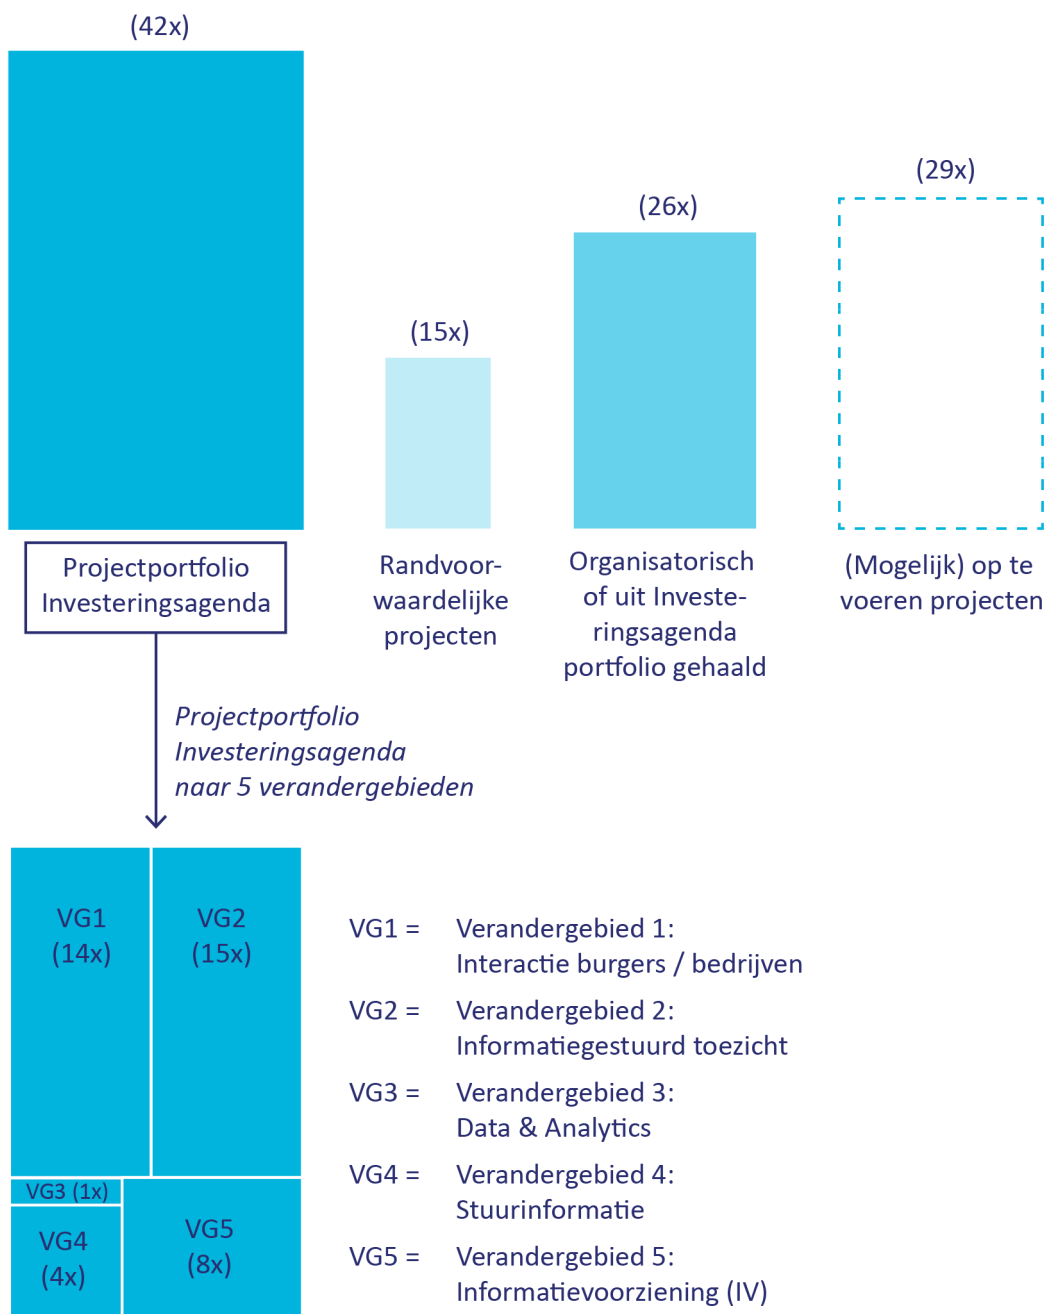 (42x)
(15x)
(26x)
(29x)
Projectportfolio
Investeringsagenda
Randvoor-
waardelijke
projecten
Organisatorisch
of uit Investe-
ringsagenda
portfolio gehaald
(Mogelijk) op te
voeren projecten
Projectportfolio
Investeringsagenda
naar 5 verandergebieden
VG1
(14x)
VG2
(15x)
VG3 (1x)
VG4
(4x)
VG5
(8x)
VG1 = Verandergebied 1:
Interactie burgers / bedrijven
VG2 = Verandergebied 2:
Informatiegestuurd toezicht
VG3 = Verandergebied 3:
Data & Analytics
VG4 = Verandergebied 4:
Stuurinformatie
VG5 = Verandergebied 5:
Informatievoorziening (IV)